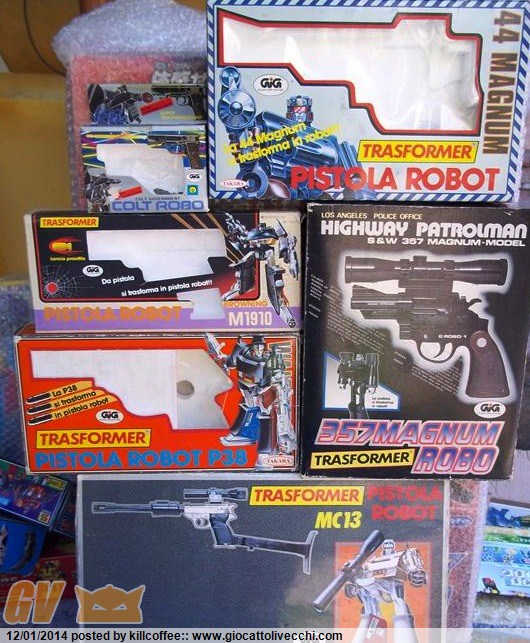 44 MAGNUM
GiG
La 44 Magnum
si trasforma in robot!!
TRASFORMER
PISTOLA ROBOT
TAKARA
GiG
GiG
COLT GOVERNMENT
COLT ROBO
TRASFORMER
Lancia proiettile
GiG
Da pistola
si trasforma in pistola robot!!
BROWNING
PISTOLA ROBOT M1910
LOS ANGELES POLICE OFFICE
HIGHWAY PATROLMAN
S&W 357 MAGNUM-MODEL
GiG
357MAGNUM
TRASFORMER ROBO
La P38
si trasforma
in pistola robot
GiG
TRASFORMER
PISTOLA ROBOT P38
TAKARA
TRASFORMER PISTOLA
MC13 ROBOT
GV
12/01/2014 posted by killcoffee:: www.giocattolivecchi.com